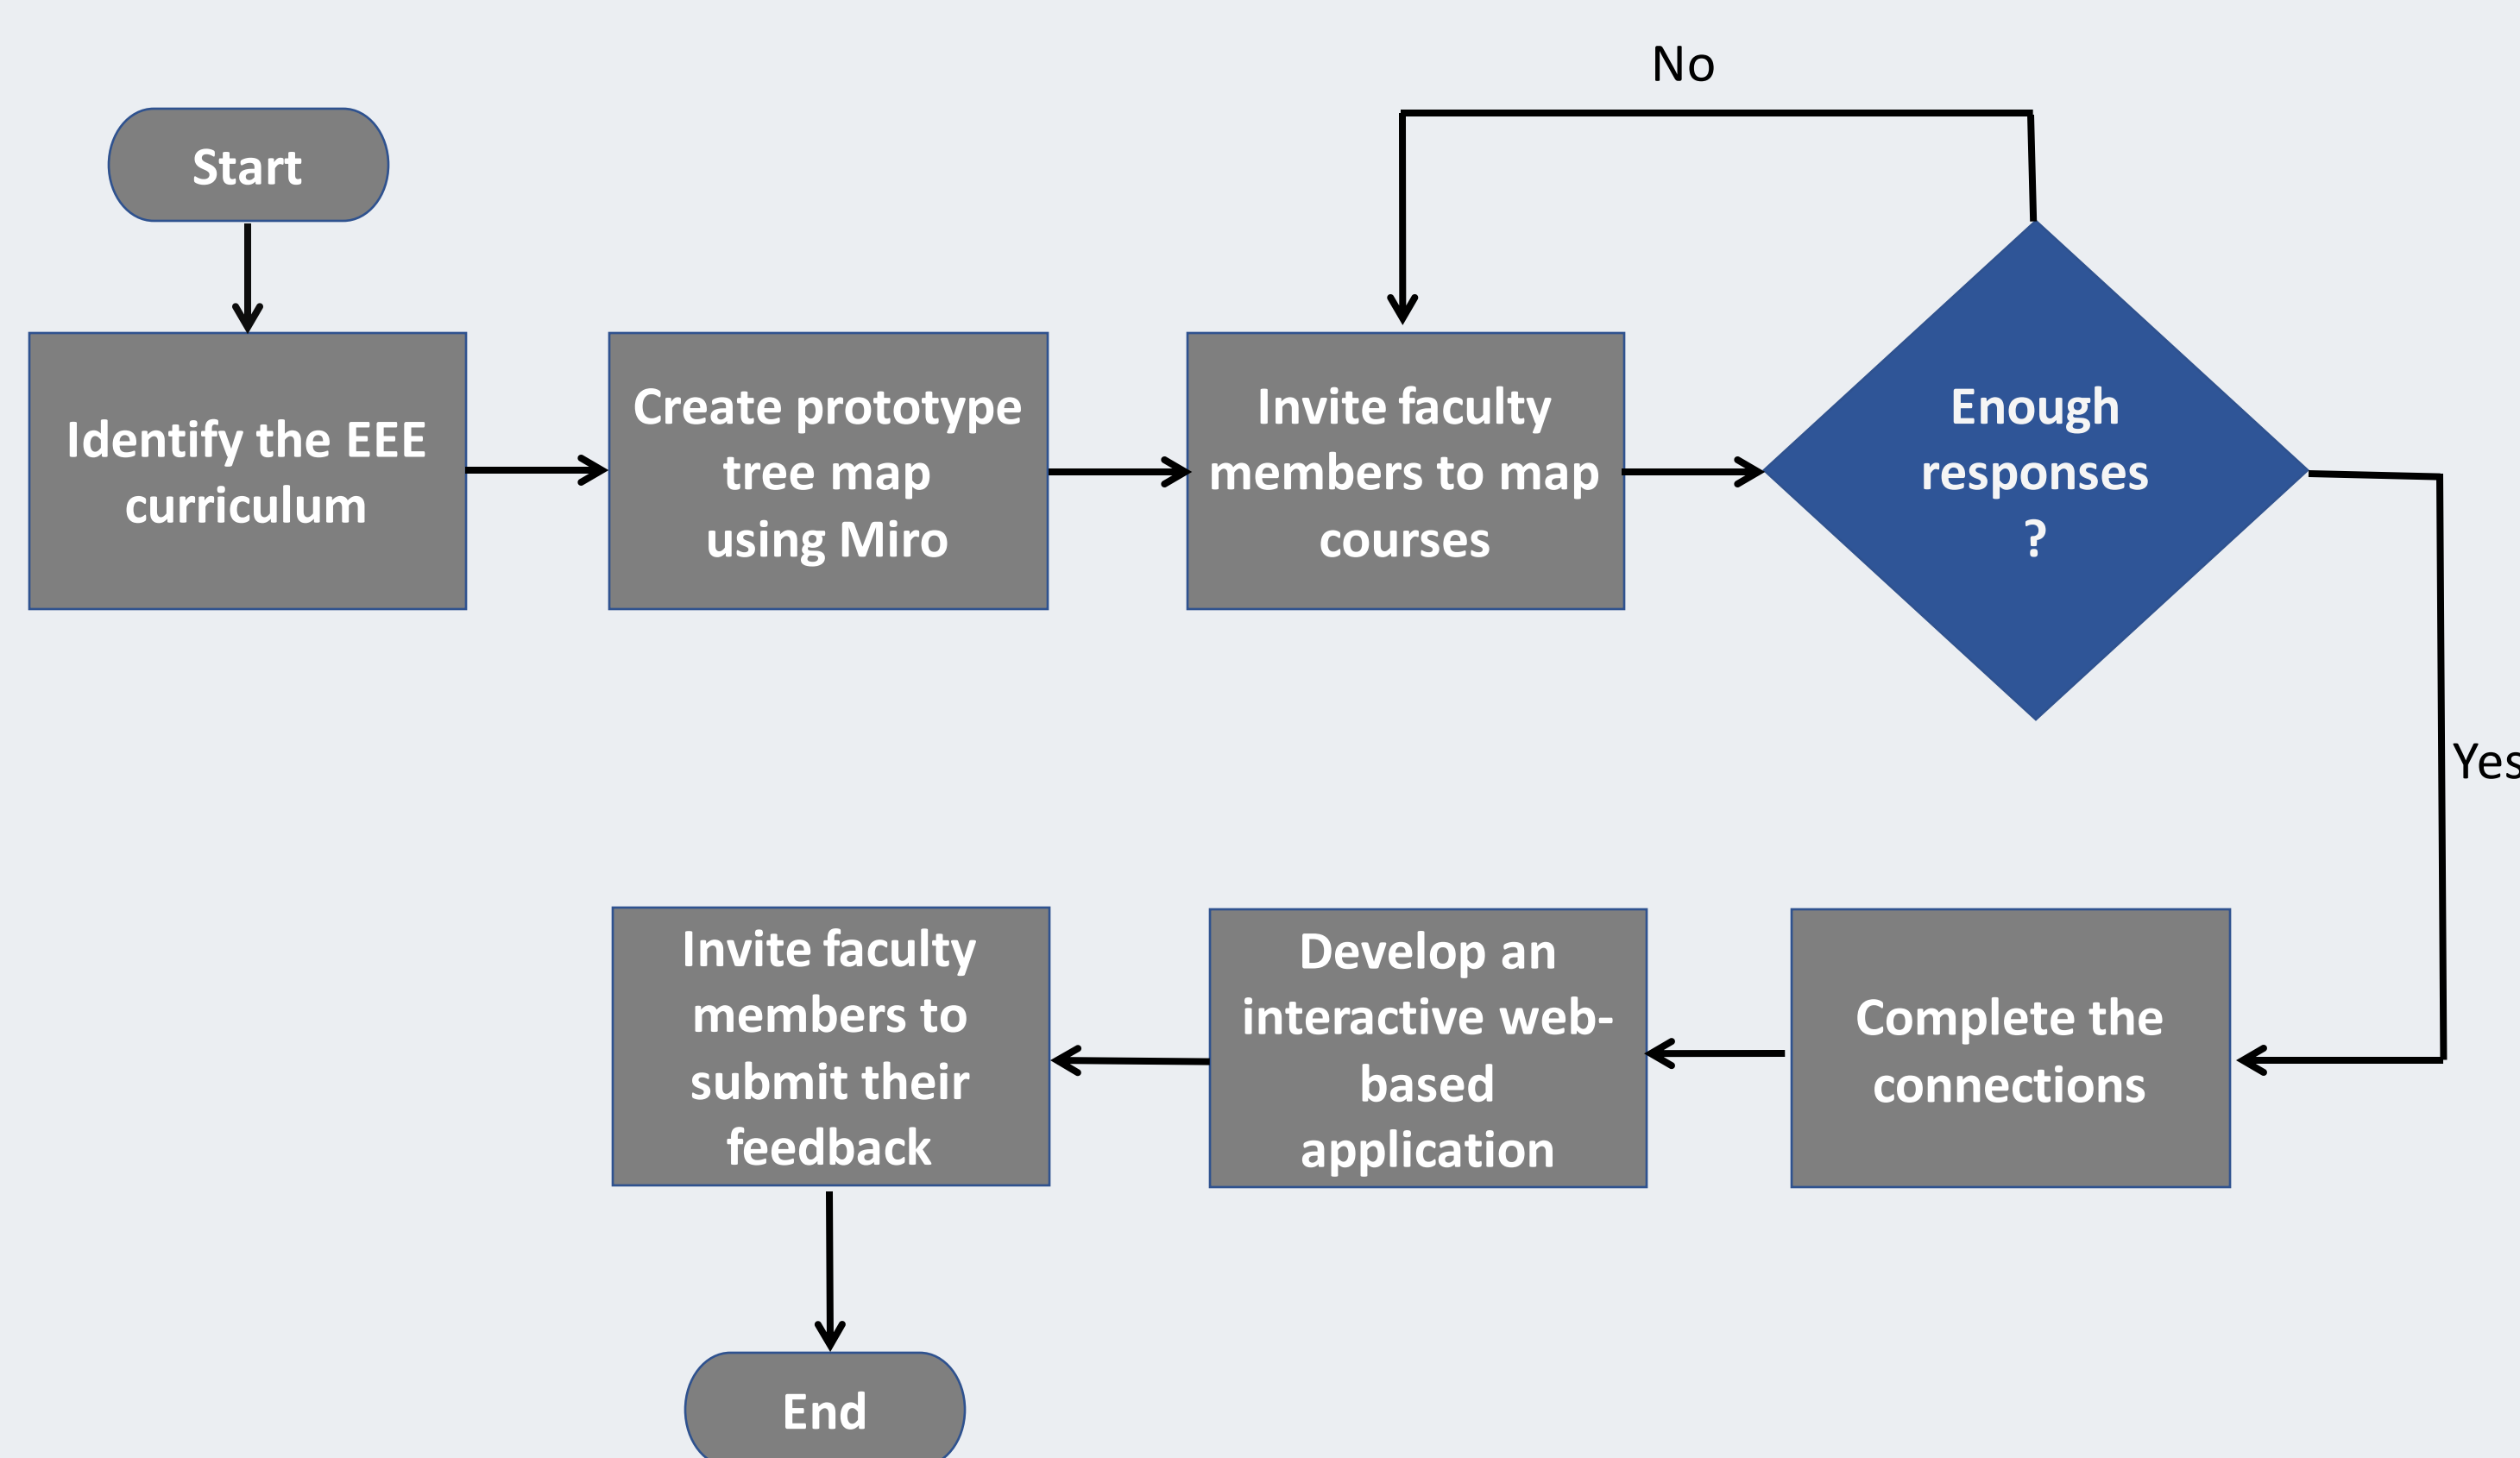 Start
Identify the EEE
curriculum
Create prototype
tree map
using Miro
Invite faculty
members to map
courses
No
Enough
responses
?
Yes
Complete the
connections
Develop an
interactive web-
based
application
Invite faculty
members to
submit their
feedback
End